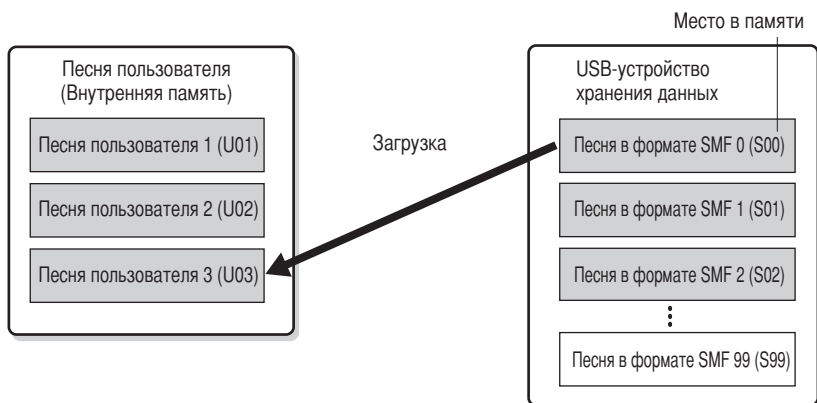 Место в памяти
Песня пользователя
(Внутренняя память)
Песня пользователя 1 (U01)
Песня пользователя 2 (U02)
Песня пользователя 3 (U03)
Загрузка
USB-устройство
хранения данных
Песня в формате SMF 0 (S00)
Песня в формате SMF 1 (S01)
Песня в формате SMF 2 (S02)
Песня в формате SMF 99 (S99)